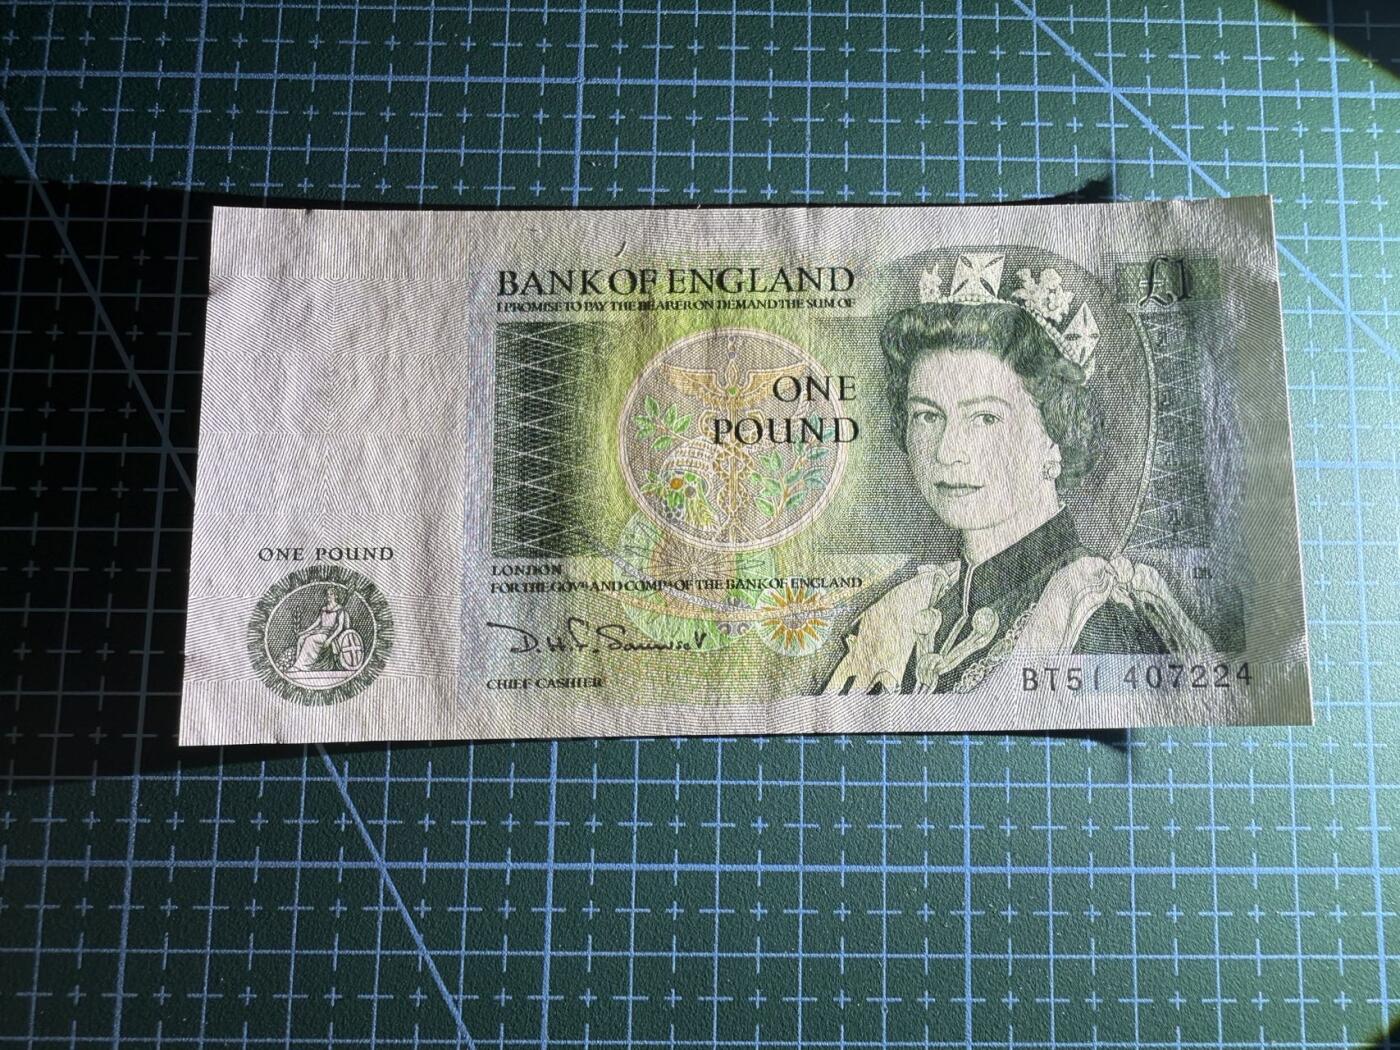 BANK OF ENGLAND
I PROMISE TO PAY THE BEARER ON DEMAND THE SUM OF
£1
ONE
POUND
ONE POUND
LONDON
FOR THE GOVR AND COMPA OF THE BANK OF ENGLAND
CHIEF CASHIER
BT51 407224